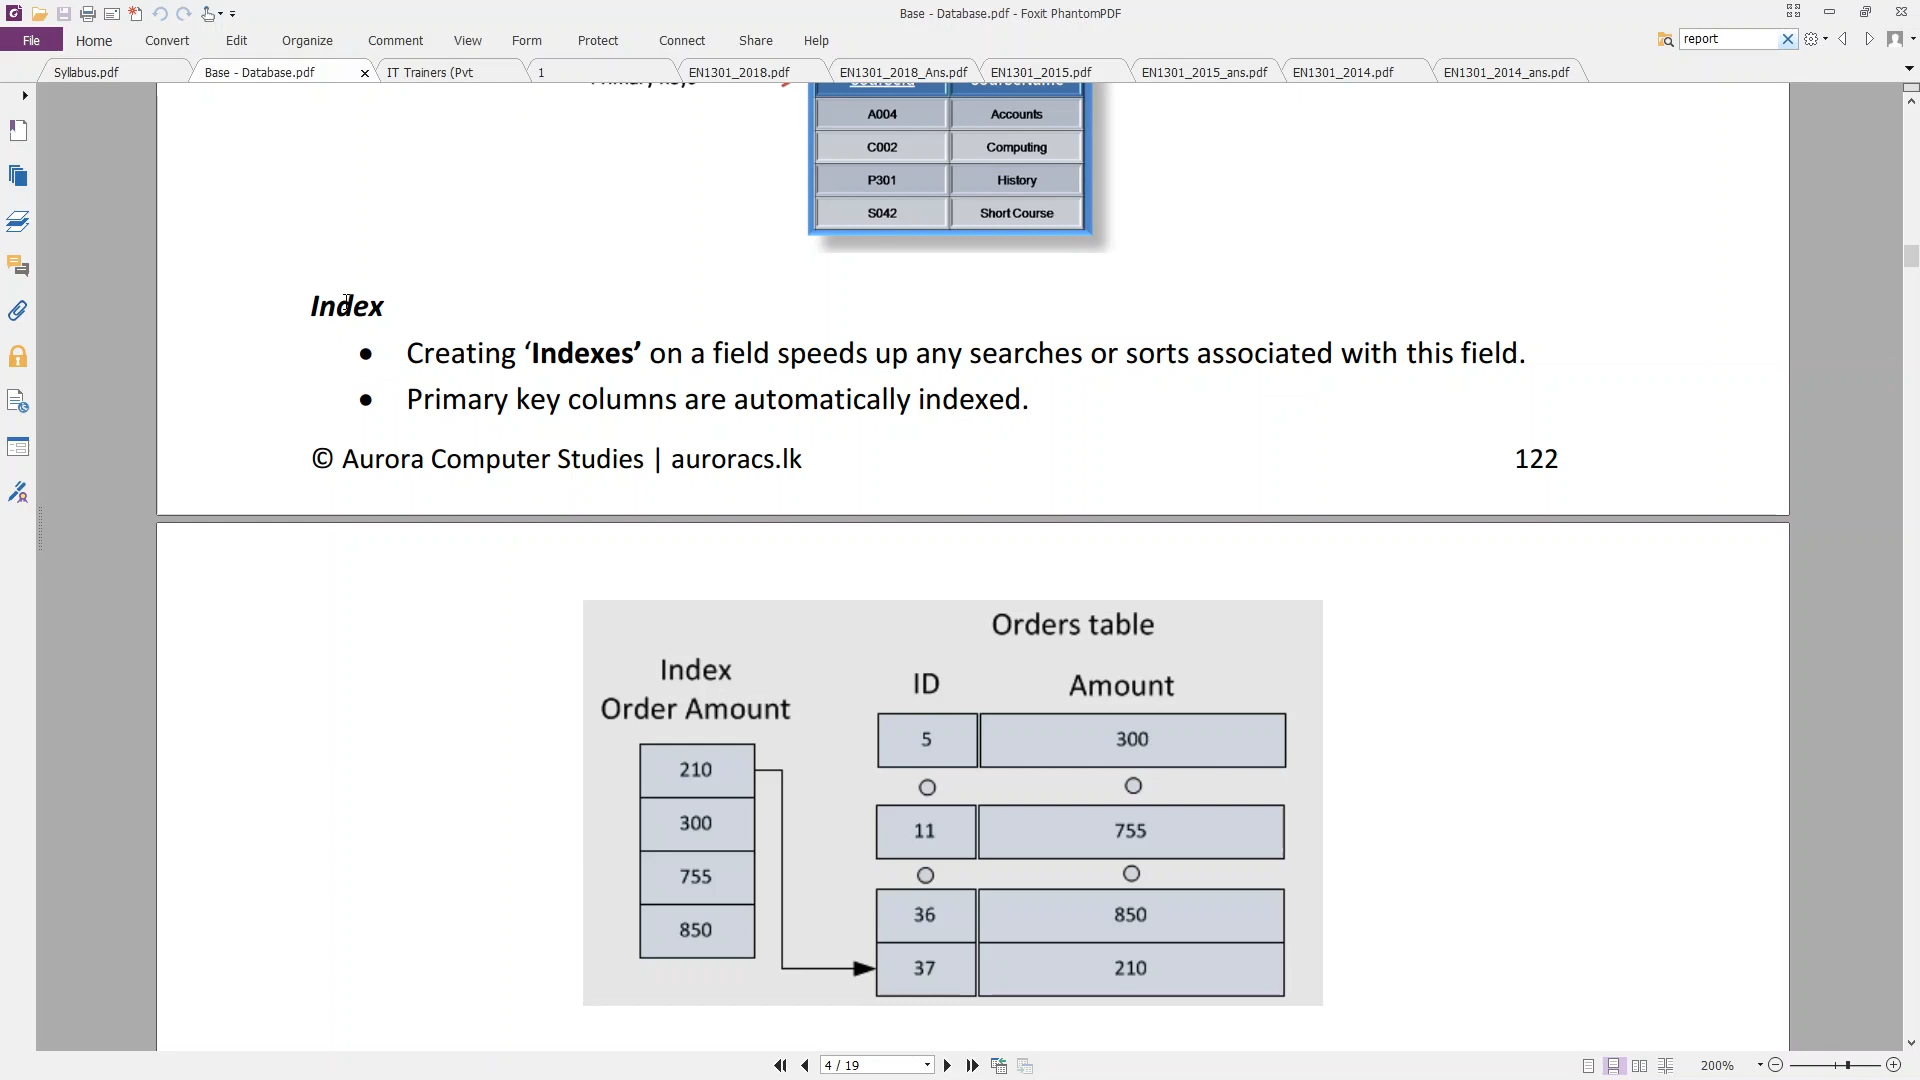 Base - Database.pdf - Foxit PhantomPDF
File Home Convert Edit Organize Comment View Form Protect Connect Share Help
report
Syllabus.pdf Base - Database.pdf IT Trainers (Pvt 1 EN1301_2018.pdf EN1301_2018_Ans.pdf EN1301_2015.pdf EN1301_2015_ans.pdf EN1301_2014.pdf EN1301_2014_ans.pdf
A004 Accounts
C002 Computing
P301 History
S042 Short Course
Index
• Creating ‘Indexes’ on a field speeds up any searches or sorts associated with this field.
• Primary key columns are automatically indexed.
© Aurora Computer Studies | auroracs.lk 122
Orders table
Index
Order Amount
ID Amount
210
300
755
850
5 300
11 755
36 850
37 210
4 / 19
200%